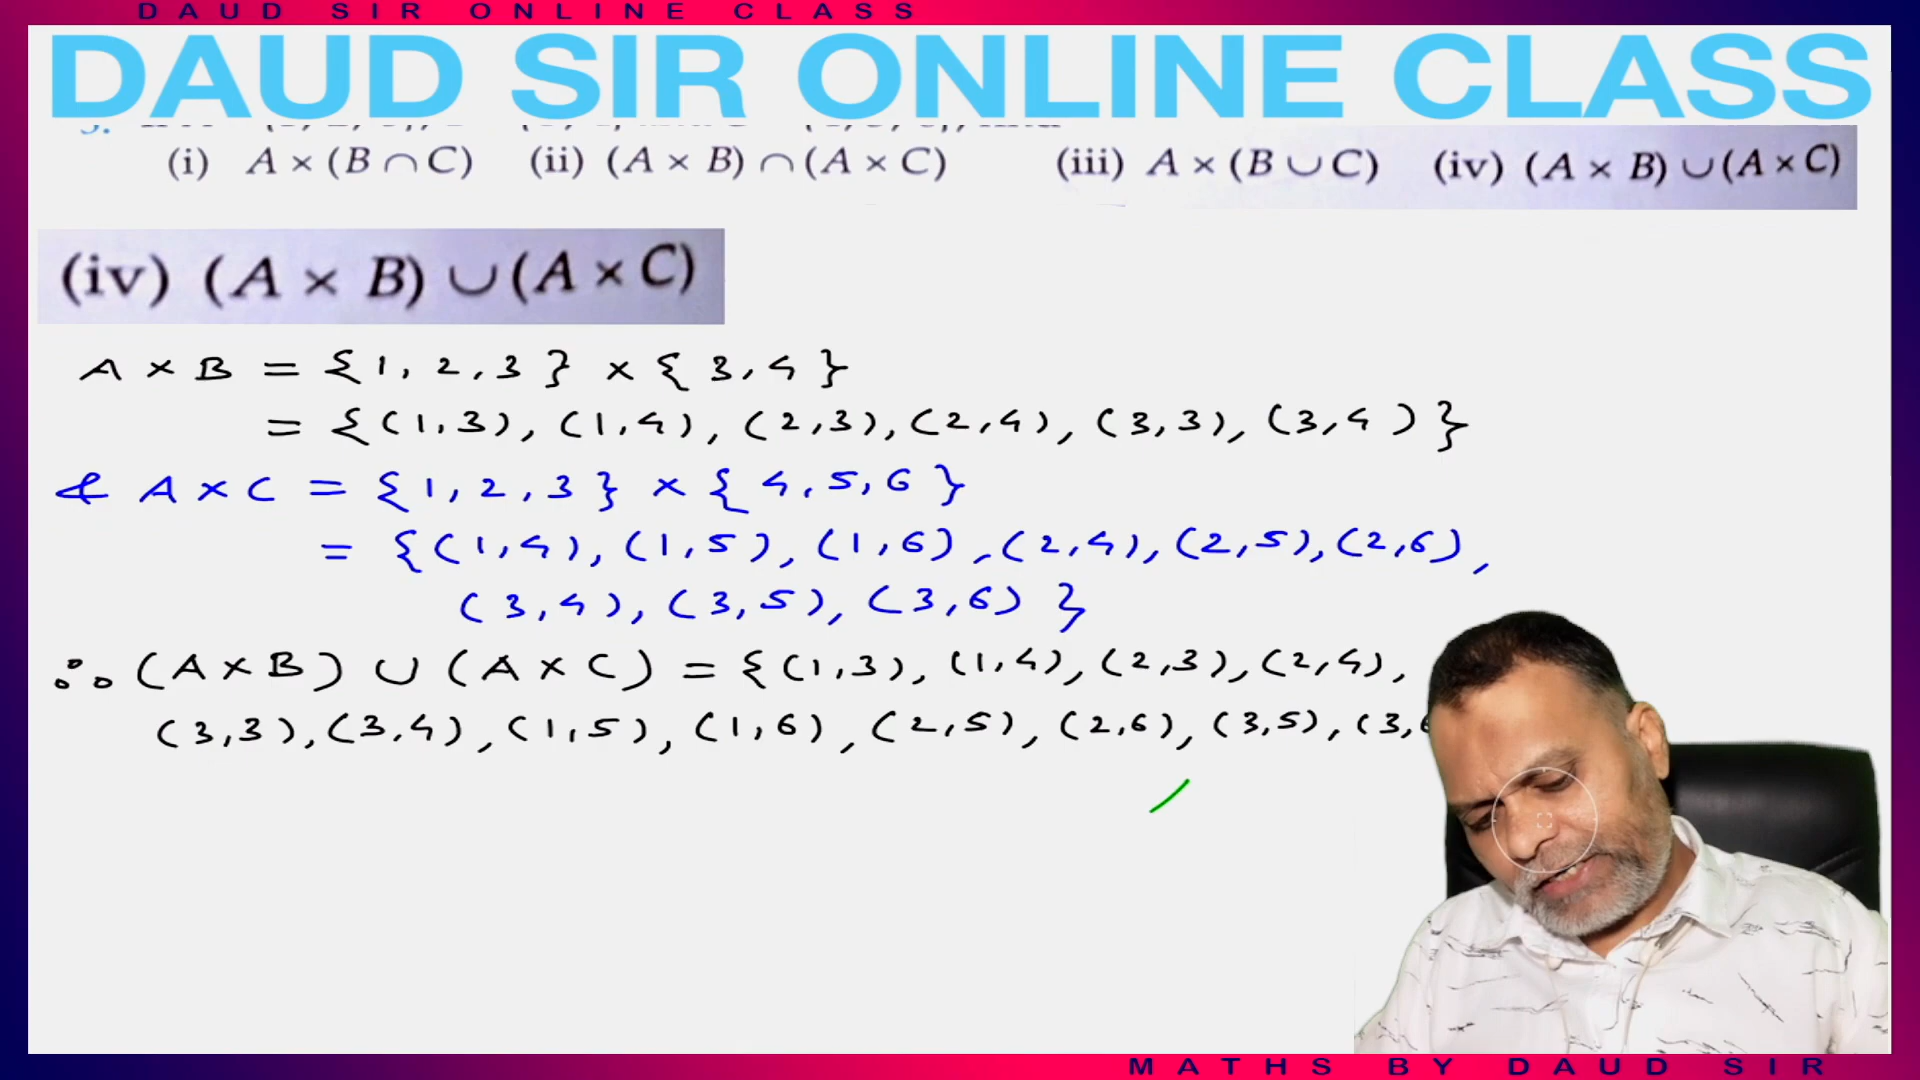 DAUD SIR ONLINE CLASS
DAUD SIR ONLINE CLASS
(i) A × (B ∩ C) (ii) (A × B) ∩ (A × C) (iii) A × (B ∪ C) (iv) (A × B) ∪ (A × C)
(iv) (A × B) ∪ (A × C)
A × B = {1, 2, 3} × {3, 4}
= {(1,3), (1,4), (2,3), (2,4), (3,3), (3,4)}
& A × C = {1, 2, 3} × {4, 5, 6}
= {(1,4), (1,5), (1,6), (2,4), (2,5), (2,6),
(3,4), (3,5), (3,6)}
∴ (A × B) ∪ (A × C) = {(1,3), (1,4), (2,3), (2,4),
(3,3), (3,4), (1,5), (1,6), (2,5), (2,6), (3,5), (3,
MATHS BY DAUD SIR